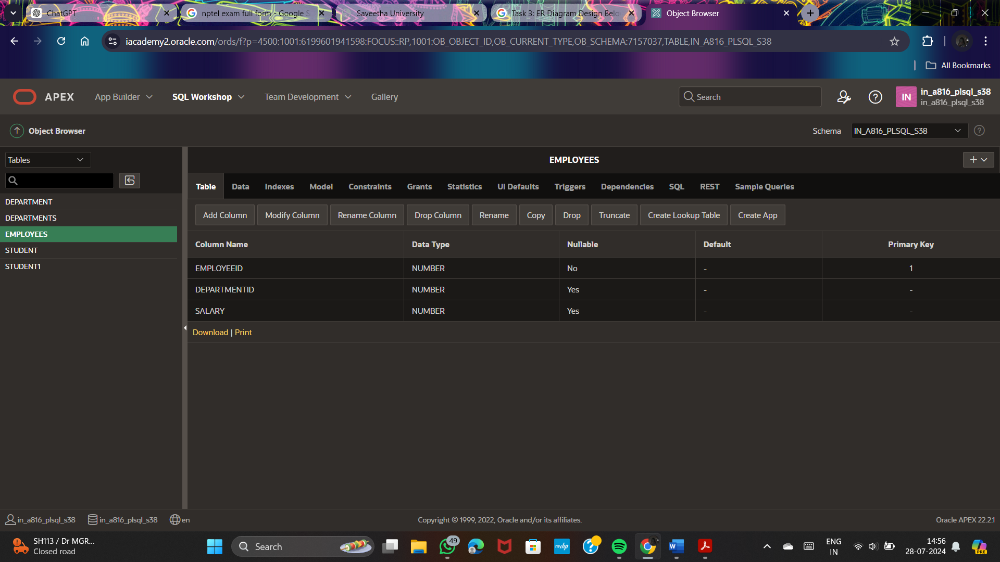 ChatGPT
nptel exam full form - Google S
Saveetha University
Task 3: ER Diagram Design Belo
Object Browser
iacademy2.oracle.com/ords/f?p=4500:1001:6199601941598:FOCUS::RP,1001:OB_OBJECT_ID,OB_CURRENT_TYPE,OB_SCHEMA:7157037,TABLE,IN_A816_PLSQL_S38
All Bookmarks
APEX App Builder SQL Workshop Team Development Gallery Search IN in_a816_plsql_s38
in_a816_plsql_s38
Object Browser Schema IN_A816_PLSQL_S38
Tables
EMPLOYEES
Table Data Indexes Model Constraints Grants Statistics UI Defaults Triggers Dependencies SQL REST Sample Queries
DEPARTMENT
DEPARTMENTS
EMPLOYEES
STUDENT
STUDENT1
Add Column Modify Column Rename Column Drop Column Rename Copy Drop Truncate Create Lookup Table Create App
Column Name Data Type Nullable Default Primary Key
EMPLOYEEID NUMBER No - 1
DEPARTMENTID NUMBER Yes - -
SALARY NUMBER Yes - -
Download | Print
in_a816_plsql_s38 in_a816_plsql_s38 en Copyright © 1999, 2022, Oracle and/or its affiliates. Oracle APEX 22.2.1
SH113 / Dr MGR...
Closed road
Search
49
myhp
ENG
IN
14:56
28-07-2024
PRE